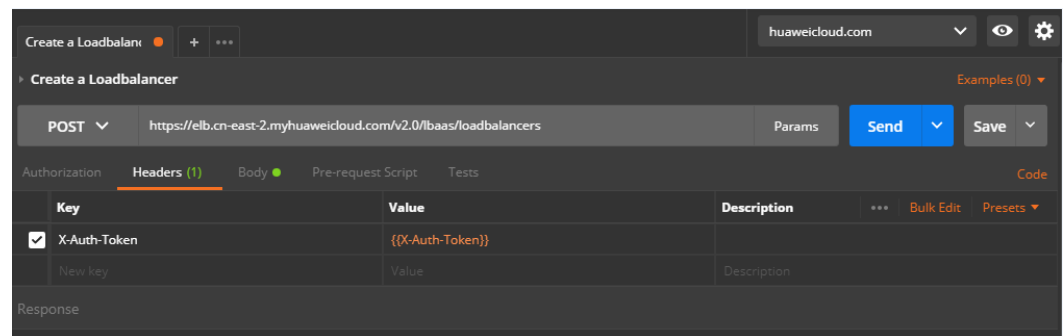 Create a Loadbalanc + ••• huaweicloud.com
Create a Loadbalancer Examples (0)
POST https://elb.cn-east-2.myhuaweicloud.com/v2.0/lbaas/loadbalancers Params Send Save
Authorization Headers (1) Body Pre-request Script Tests Code
Key Value Description ••• Bulk Edit Presets
X-Auth-Token {{X-Auth-Token}}
New key Value Description
Response